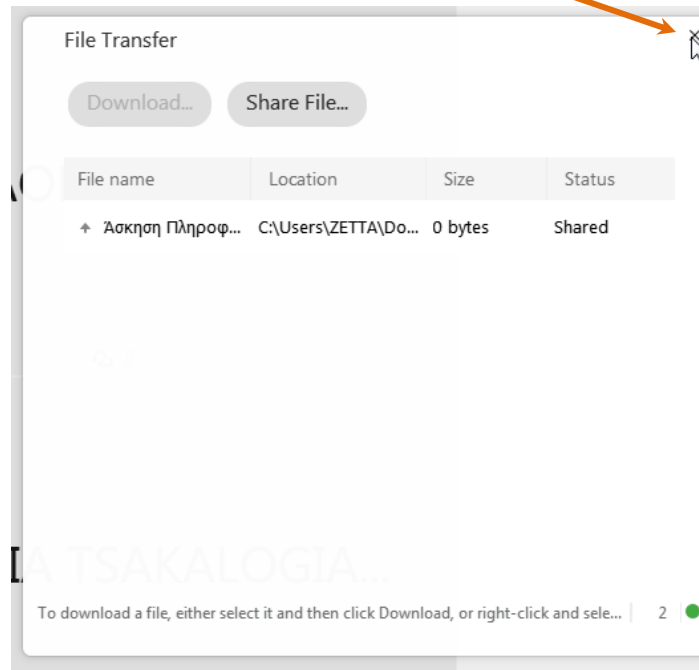 File Transfer
Download... Share File...
File name Location Size Status
Άσκηση Πληροφ... C:\Users\ZETTA\Do... 0 bytes Shared
TSAKALOGIA...
To download a file, either select it and then click Download, or right-click and sele... 2